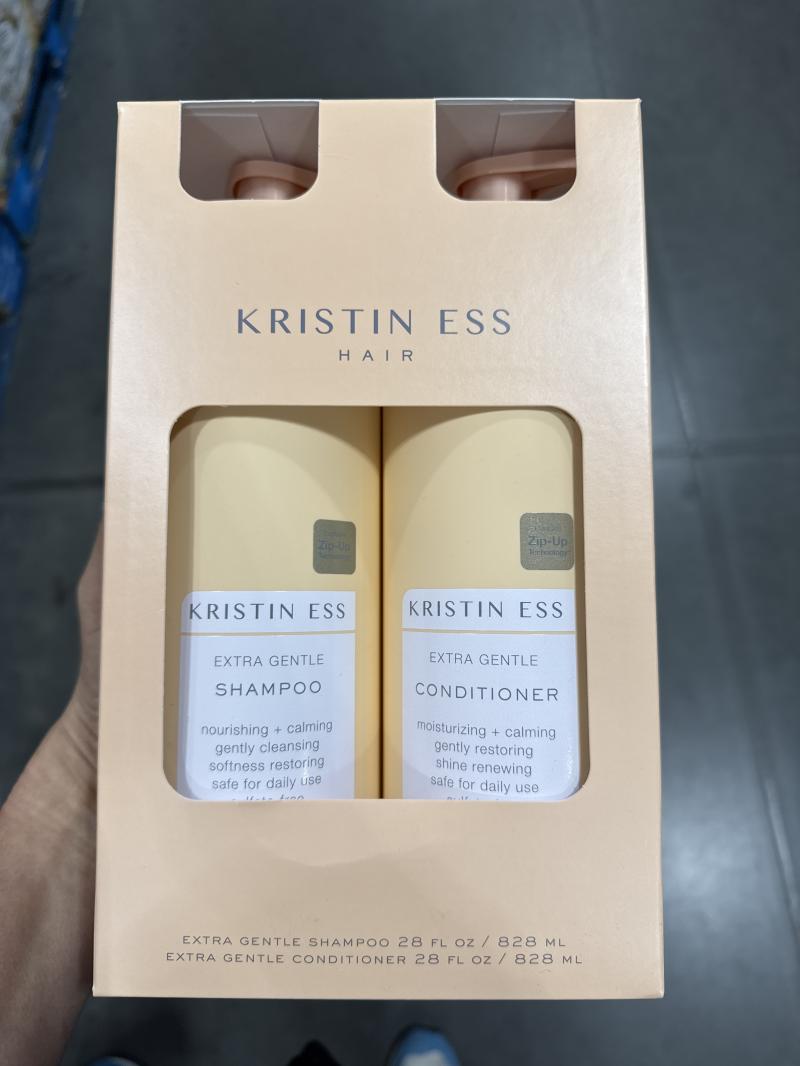 KRISTIN ESS
HAIR
Zip-Up
Technology
Zip-Up
Technology
KRISTIN ESS
EXTRA GENTLE
SHAMPOO
nourishing + calming
gently cleansing
softness restoring
safe for daily use
KRISTIN ESS
EXTRA GENTLE
CONDITIONER
moisturizing + calming
gently restoring
shine renewing
safe for daily use
EXTRA GENTLE SHAMPOO 28 FL OZ / 828 ML
EXTRA GENTLE CONDITIONER 28 FL OZ / 828 ML